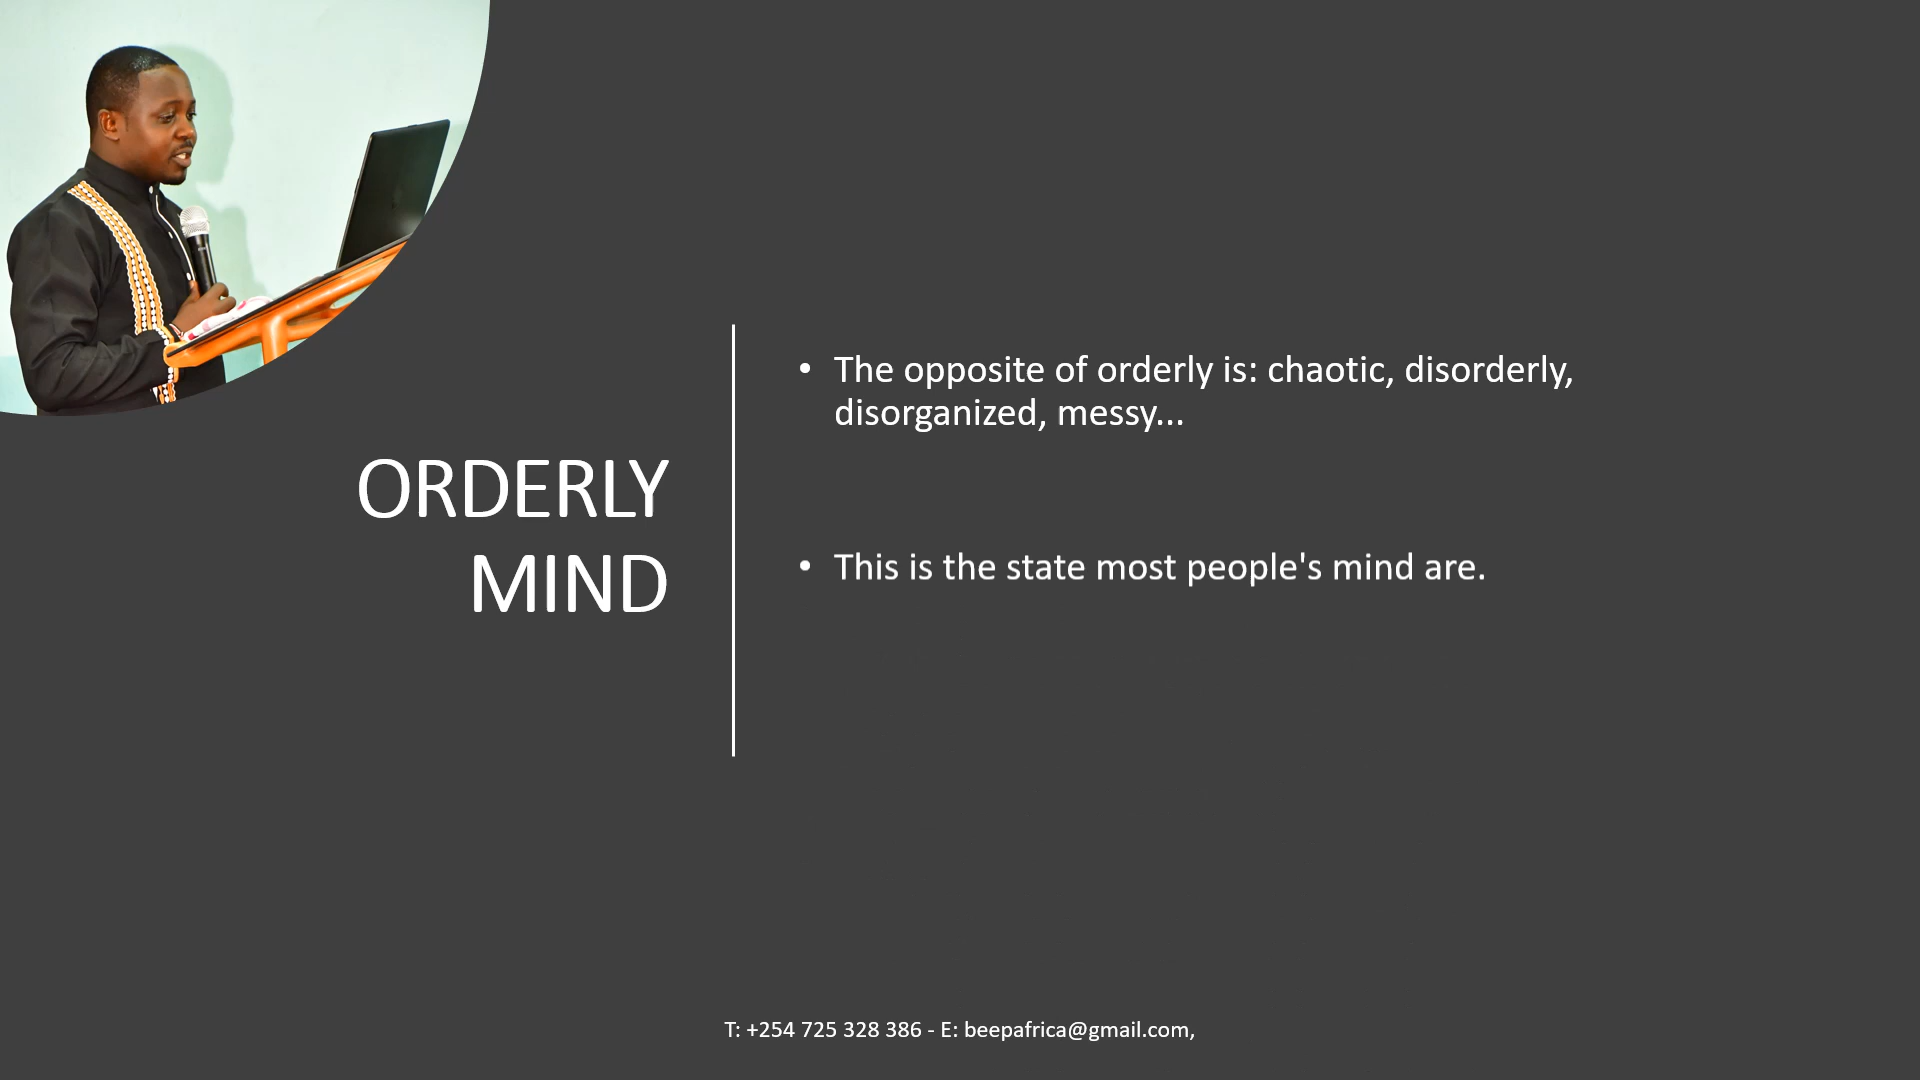 ORDERLY
MIND
• The opposite of orderly is: chaotic, disorderly,
disorganized, messy...
• This is the state most people's mind are.
T: +254 725 328 386 - E: beepafrica@gmail.com,